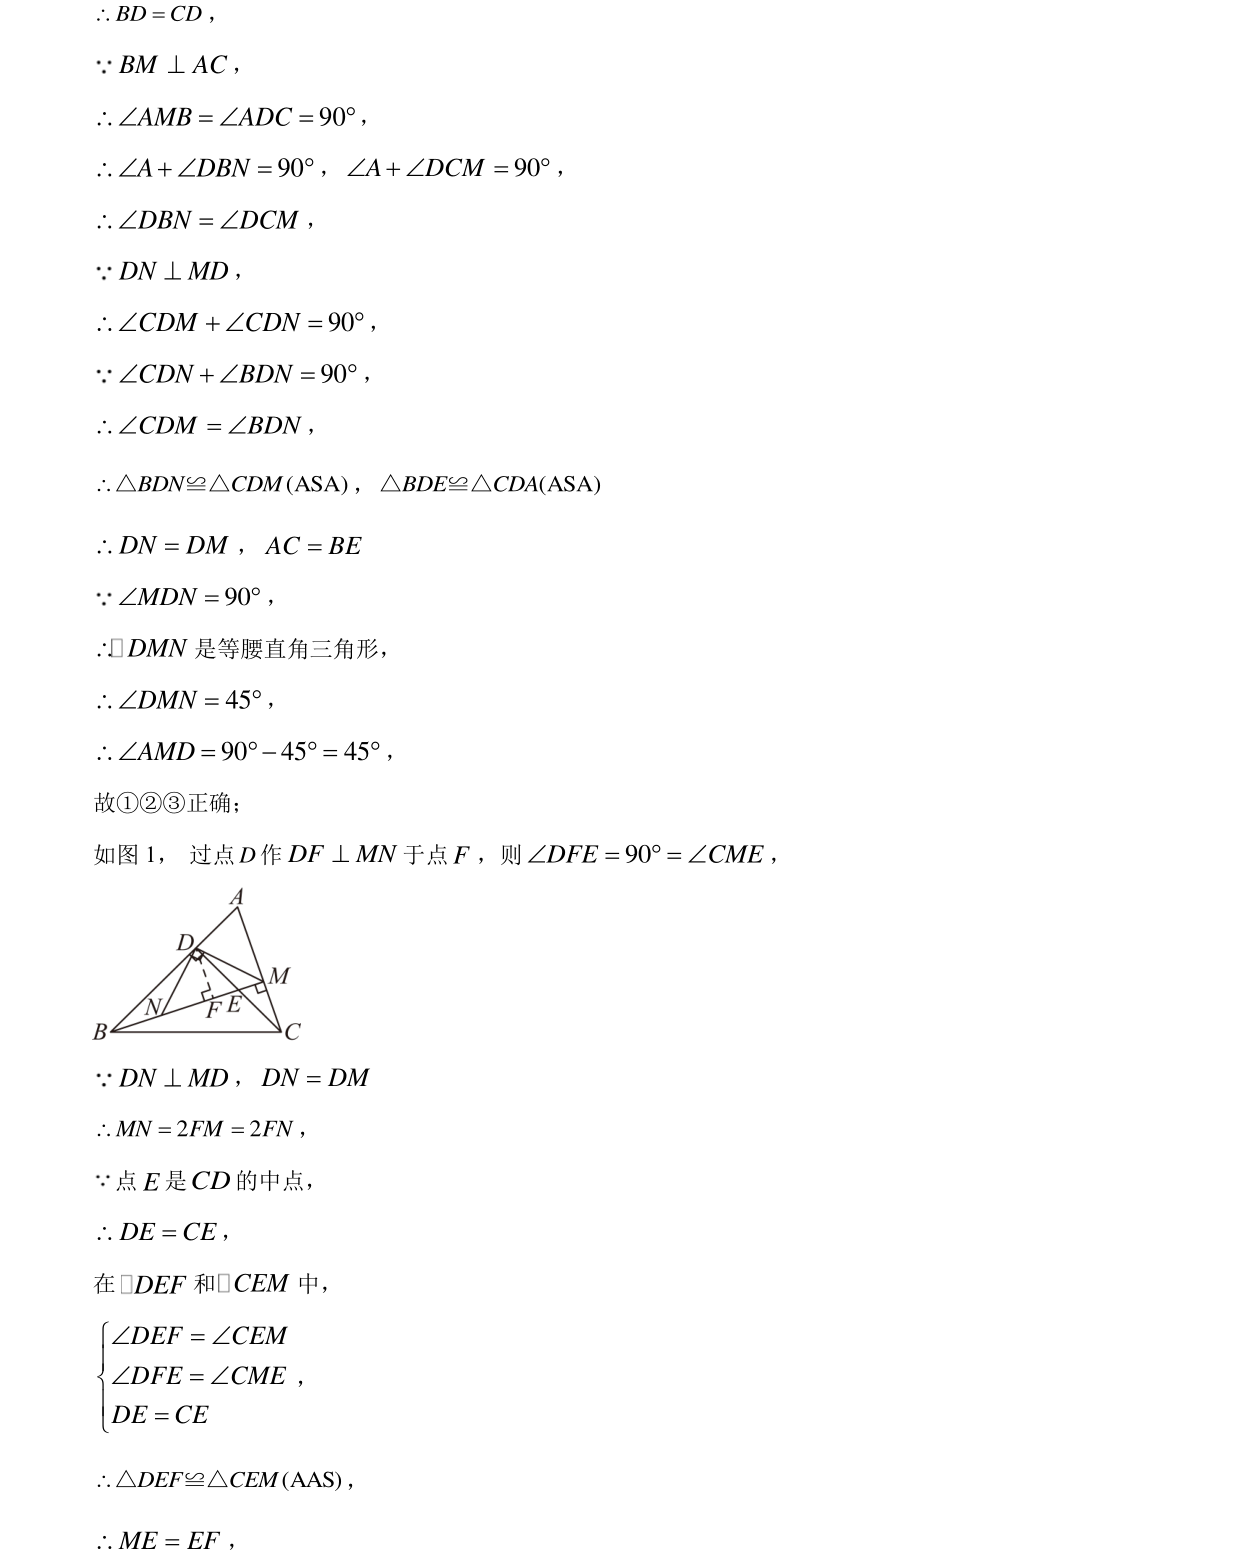 ∴BD = CD，
∵BM ⊥ AC，
∴∠AMB = ∠ADC = 90°，
∴∠A + ∠DBN = 90°，∠A + ∠DCM = 90°，
∴∠DBN = ∠DCM，
∵DN ⊥ MD，
∴∠CDM + ∠CDN = 90°，
∵∠CDN + ∠BDN = 90°，
∴∠CDM = ∠BDN，
∴△BDN≌△CDM(ASA)，△BDE≌△CDA(ASA)
∴DN = DM，AC = BE
∵∠MDN = 90°，
∴□DMN 是等腰直角三角形，
∴∠DMN = 45°，
∴∠AMD = 90° − 45° = 45°，
故①②③正确；
如图 1， 过点 D 作 DF ⊥ MN 于点 F，则 ∠DFE = 90° = ∠CME，
A
D
M
N
F E
B
C
∵DN ⊥ MD，DN = DM
∴MN = 2FM = 2FN，
∵点 E 是 CD 的中点，
∴DE = CE，
在 □DEF 和 □CEM 中，
∠DEF = ∠CEM
∠DFE = ∠CME，
DE = CE
∴△DEF≌△CEM(AAS)，
∴ME = EF，